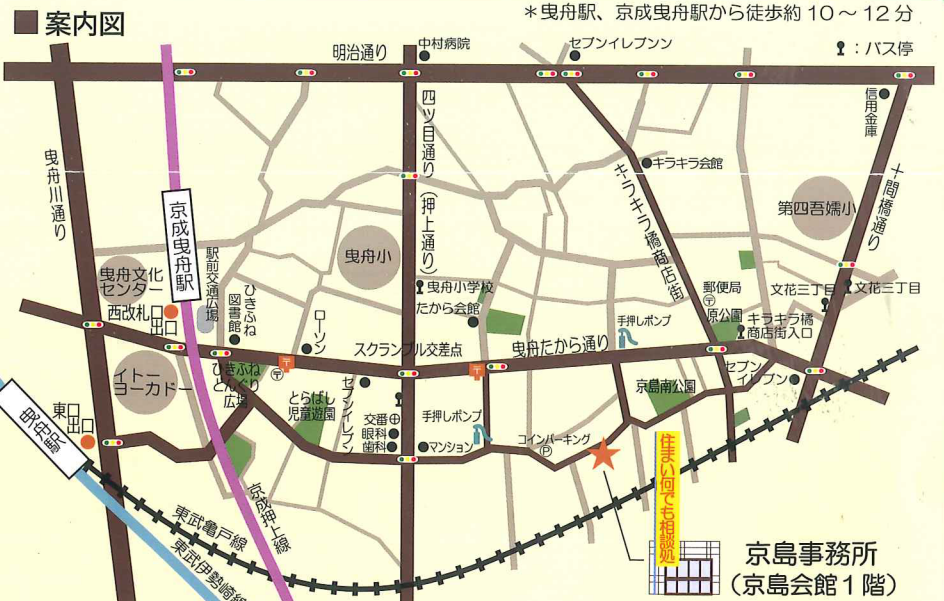 ■案内図
＊曳舟駅、京成曳舟駅から徒歩約10～12分
：バス停
明治通り
中村病院
セブンイレブンン
信用金庫
曳舟川通り
京成曳舟駅
四ツ目通り（押上通り）
キラキラ会館
キラキラ橘商店街
第四吾嬬小
十間橋通り
曳舟文化
センター
西改札口
出口
駅前交通広場
ひきふね
図書館
曳舟小
曳舟小学校
たから会館
ローソン
スクランブル交差点
曳舟たから通り
手押しポンプ
郵便局
〒
原公園
キラキラ橘
商店街入口
文花三丁目
文花三丁目
イトー
ヨーカドー
ひきふね
どんぐり
広場
〒
〒
とらばし
児童遊園
セブンイレブン
〒
京島南公園
セブン
イレブン
東口
出口
曳舟駅
交番
眼科
歯科
マンション
手押しポンプ
コインパーキング
P
住まい何でも相談処
東武亀戸線
東武伊勢崎線
京成押上線
京島事務所
（京島会館1階）